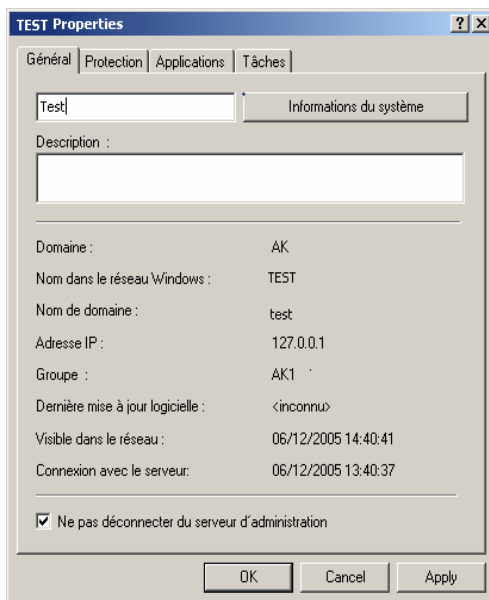 TEST Properties
Général Protection Applications Tâches
Test Informations du système
Description :
Domaine : AK
Nom dans le réseau Windows : TEST
Nom de domaine : test
Adresse IP : 127.0.0.1
Groupe : AK1
Dernière mise à jour logicielle : <inconnu>
Visible dans le réseau : 06/12/2005 14:40:41
Connexion avec le serveur: 06/12/2005 13:40:37
Ne pas déconnecter du serveur d'administration
OK Cancel Apply